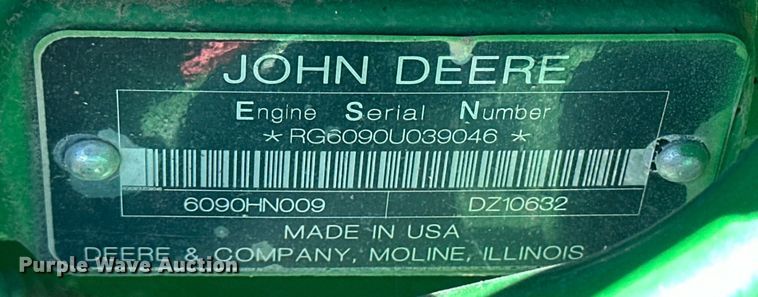 JOHN DEERE
Engine Serial Number
* RG6090U039046 *
6090HN009 DZ10632
MADE IN USA
DEERE & COMPANY, MOLINE, ILLINOIS
Purple Wave Auction